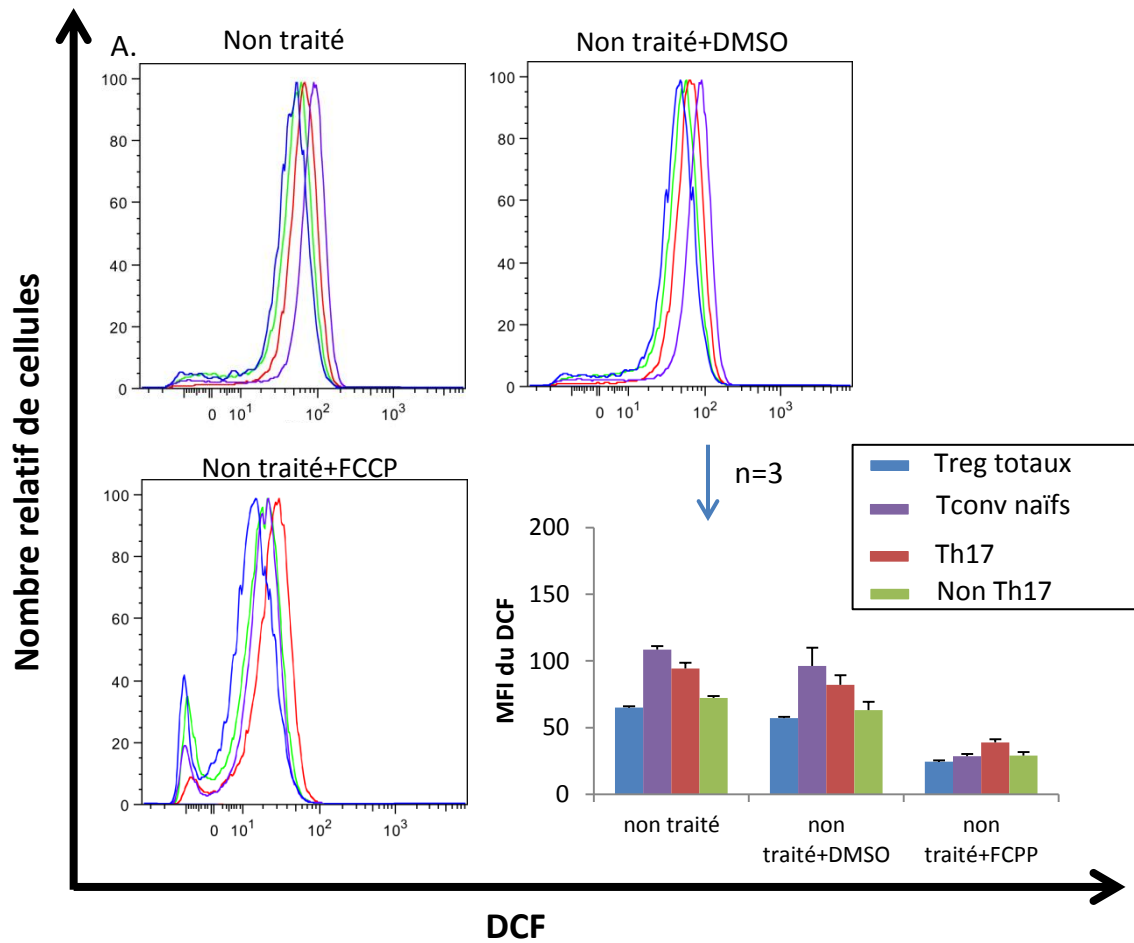 A.
Non traité
Non traité+DMSO
100
80
60
40
20
0
0 10¹ 10² 10³
100
80
60
40
20
0
0 10¹ 10² 10³
Non traité+FCCP
100
80
60
40
20
0
0 10¹ 10² 10³
n=3
Treg totaux
Tconv naïfs
Th17
Non Th17
MFI du DCF
200
150
100
50
0
non traité
non
traité+DMSO
non
traité+FCPP
Nombre relatif de cellules
DCF